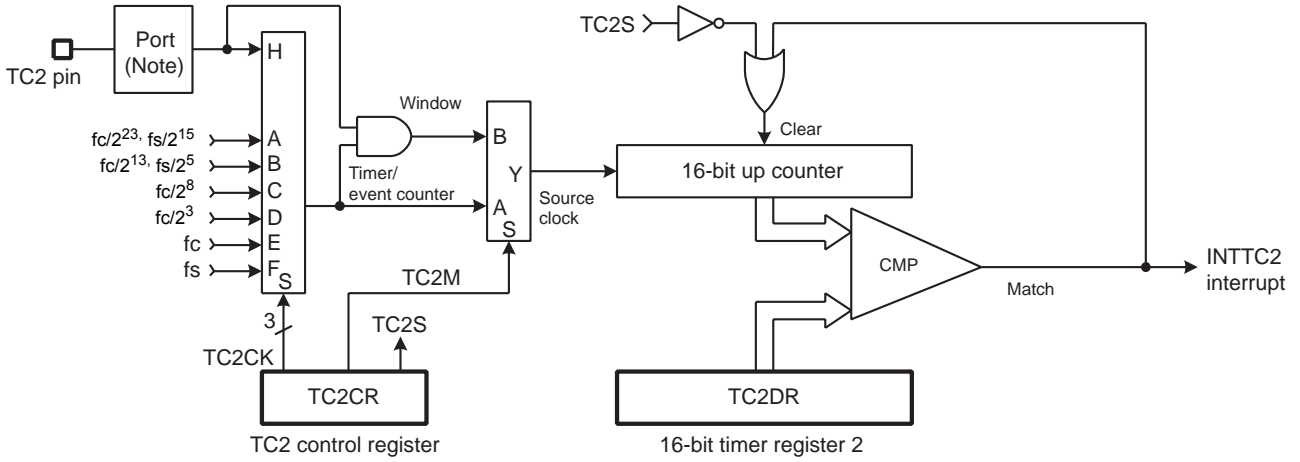 TC2 pin
Port
(Note)
H
fc/2^23, fs/2^15
A
fc/2^13, fs/2^5
B
fc/2^8
C
fc/2^3
D
fc
E
fs
F
S
3
TC2CK
Window
Timer/
event counter
B
Y
A
S
Source
clock
TC2M
TC2S
TC2CR
TC2 control register
TC2S
Clear
16-bit up counter
CMP
Match
INTTC2
interrupt
TC2DR
16-bit timer register 2